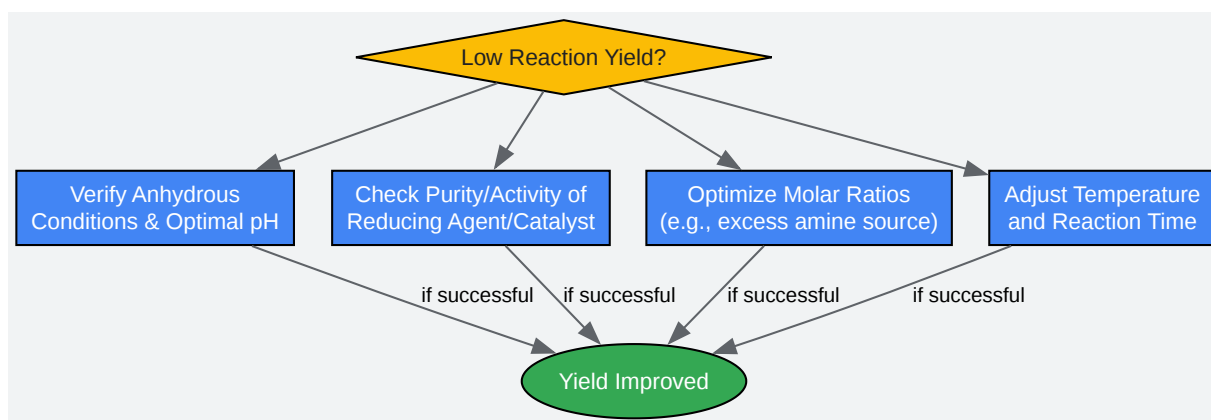 Low Reaction Yield?
Verify Anhydrous
Conditions & Optimal pH
Check Purity/Activity of
Reducing Agent/Catalyst
Optimize Molar Ratios
(e.g., excess amine source)
Adjust Temperature
and Reaction Time
if successful
if successful
if successful
if successful
Yield Improved